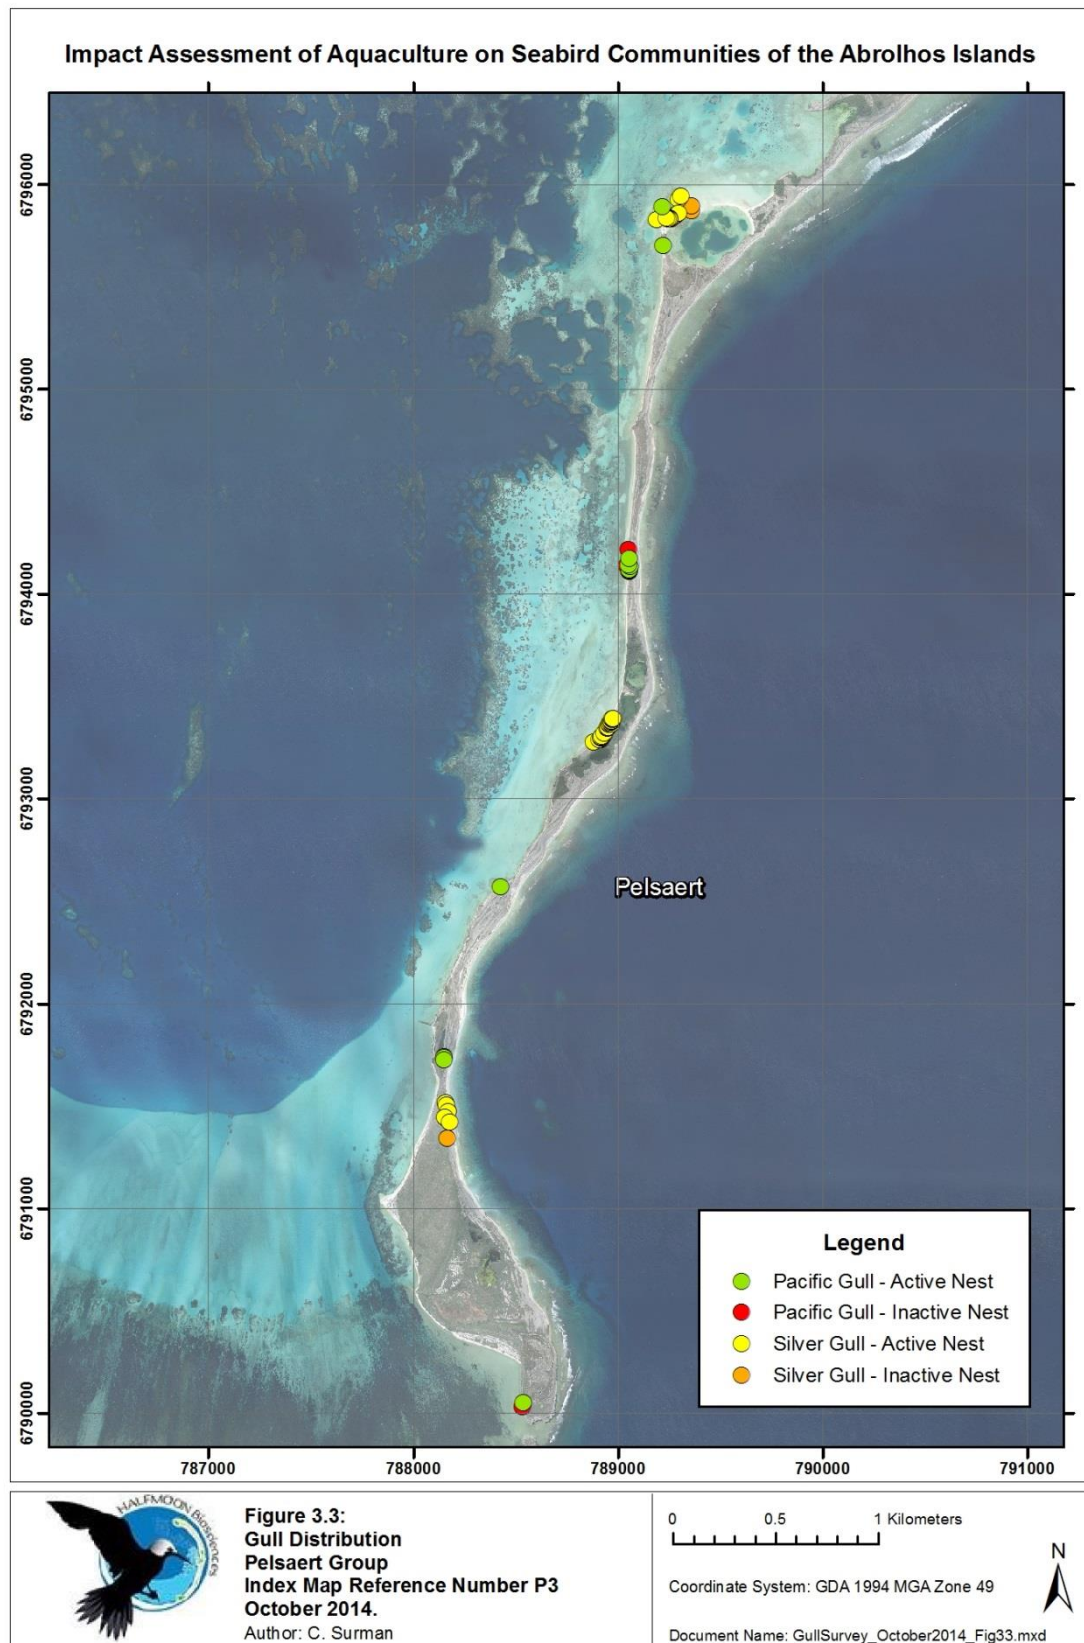 Impact Assessment of Aquaculture on Seabird Communities of the Abrolhos Islands
6796000
6795000
6794000
6793000
6792000
6791000
6790000
Pelsaert
Legend
Pacific Gull - Active Nest
Pacific Gull - Inactive Nest
Silver Gull - Active Nest
Silver Gull - Inactive Nest
787000
788000
789000
790000
791000
HALFMOON Biosciences
Figure 3.3:
Gull Distribution
Pelsaert Group
Index Map Reference Number P3
October 2014.
Author: C. Surman
0 0.5 1 Kilometers
N
Coordinate System: GDA 1994 MGA Zone 49
Document Name: GullSurvey_October2014_Fig33.mxd